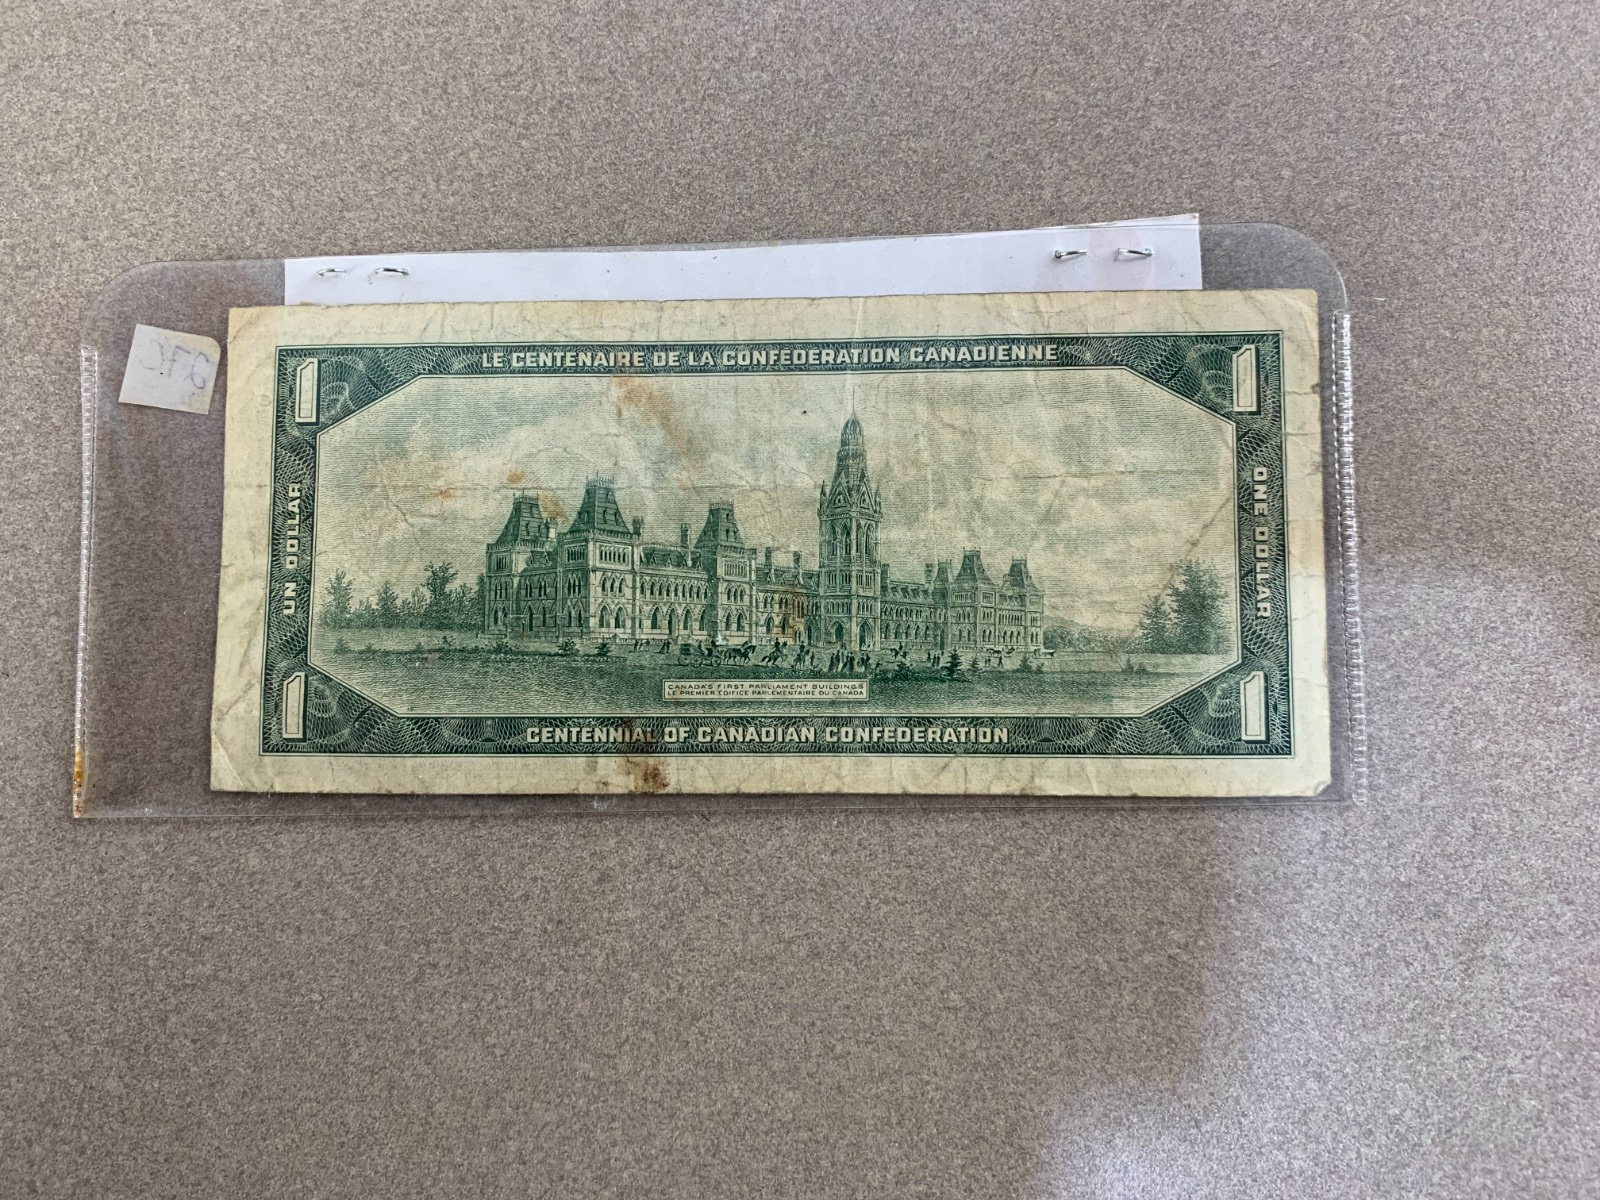 1
LE CENTENAIRE DE LA CONFEDERATION CANADIENNE
1
UN DOLLAR
ONE DOLLAR
CANADA'S FIRST PARLIAMENT BUILDINGS
LE PREMIER EDIFICE PARLEMENTAIRE DU CANADA
1
CENTENNIAL OF CANADIAN CONFEDERATION
1